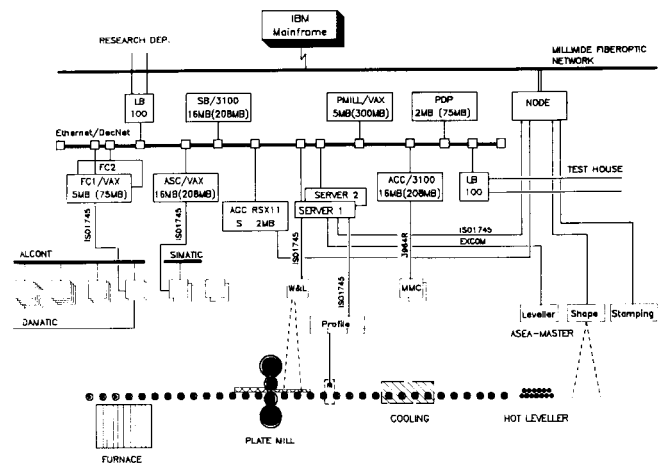 IBM
Mainframe
RESEARCH DEP.
MILLWIDE FIBEROPTIC
NETWORK
LB
100
SB/3100
16MB(208MB)
PMILL/VAX
5MB(300MB)
PDP
2MB (75MB)
NODE
Ethernet/DecNet
FC2
FC1/VAX
5MB (75MB)
ASC/VAX
16MB(208MB)
AGC RSX11
S 2MB
SERVER 2
SERVER 1
ACC/3100
16MB(208MB)
LB
100
TEST HOUSE
ISO1745
ISO1745
ISO1745
ISO1745
3964R
ISO1745
EXCOM
ALCONT
SIMATIC
DAMATIC
W&L
Profile
MMC
Leveller
Shape
Stamping
ASEA-MASTER
FURNACE
PLATE MILL
COOLING
HOT LEVELLER